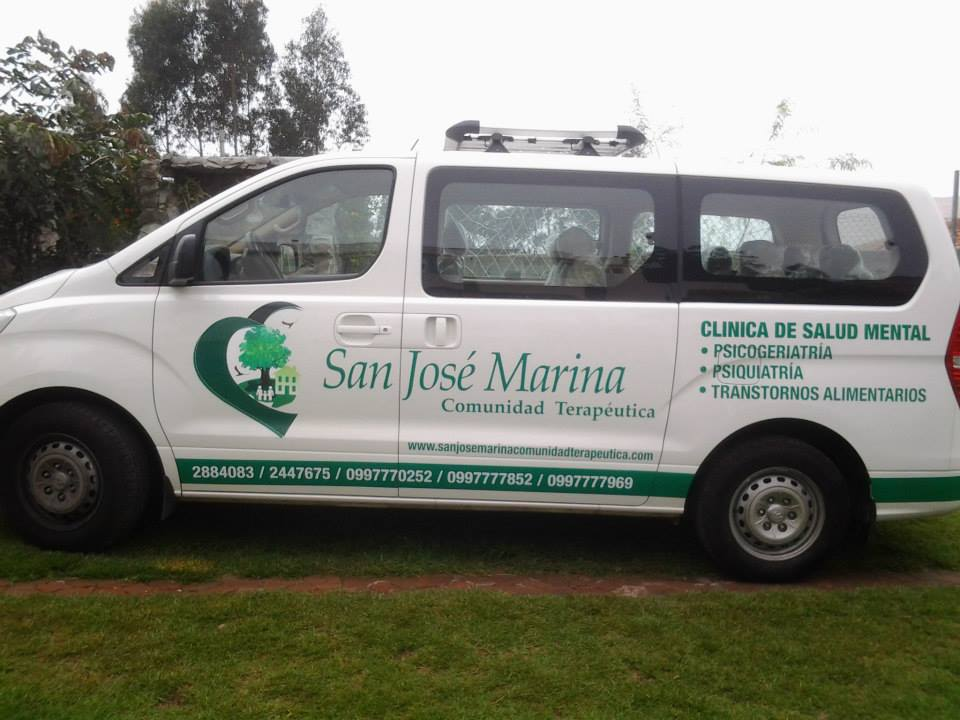 San José Marina
Comunidad Terapéutica
www.sanjosemarinacomunidadterapeutica.com
2884083 / 2447675 / 0997770252 / 0997777852 / 0997777969
CLINICA DE SALUD MENTAL
• PSICOGERIATRÍA
• PSIQUIATRÍA
• TRANSTORNOS ALIMENTARIOS